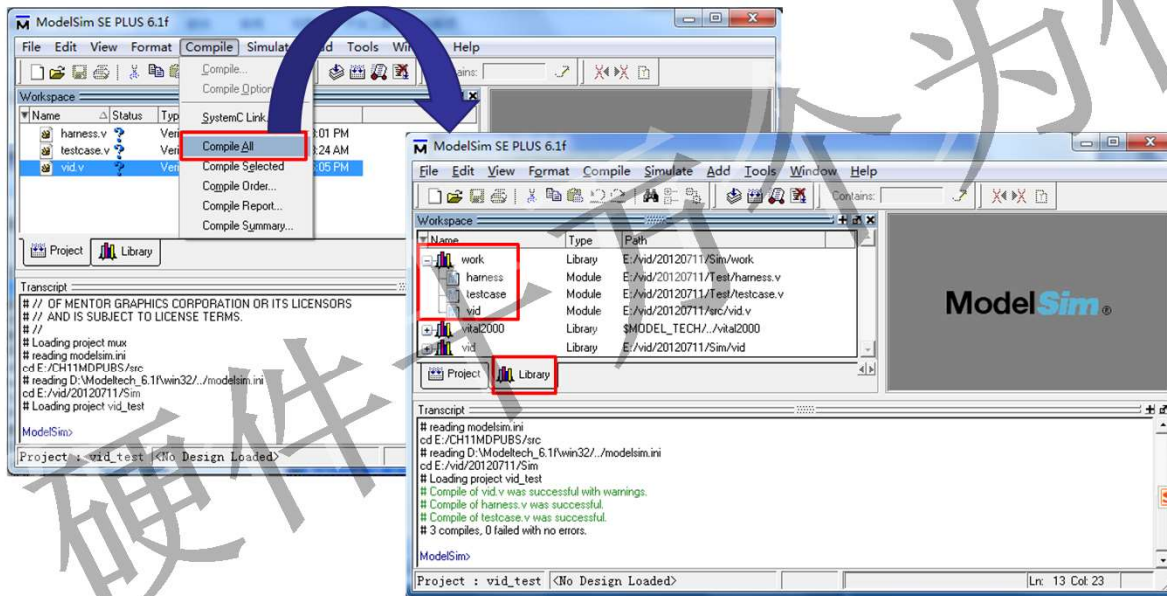 ModelSim SE PLUS 6.1f
File Edit View Format Compile Simulat Tools Help
Compile...
Compile
SystemC Link
Compile All
Compile Selected
Compile Order...
Compile Report...
Compile Summary...
Workspace
Name Status
harness.v :01 PM
testcase.v :24 AM
vid.v :05 PM
Project Library
Transcript
# // OF MENTOR GRAPHICS CORPORATION OR ITS LICENSORS
# // AND IS SUBJECT TO LICENSE TERMS.
# //
# Loading project mux
# reading modelsim.ini
cd E:/CH11MDPUBS/src
# reading D:\Modeltech_6.1f\win32/../modelsim.ini
cd E:/vid/20120711/Sim
# Loading project vid_test
ModelSim>
Project : vid_test <No Design Loaded>
ModelSim SE PLUS 6.1f
File Edit View Format Compile Simulate Add Tools Window Help
Contains:
Workspace
Name Type Path
work Library E:/vid/20120711/Sim/work
harness Module E:/vid/20120711/Test/harness.v
testcase Module E:/vid/20120711/Test/testcase.v
vid Module E:/vid/20120711/src/vid.v
vital2000 Library $MODEL_TECH/../vital2000
vid Library E:/vid/20120711/Sim/vid
Project Library
ModelSim®
Transcript
# reading modelsim.ini
cd E:/CH11MDPUBS/src
# reading D:\Modeltech_6.1f\win32/../modelsim.ini
cd E:/vid/20120711/Sim
# Loading project vid_test
# Compile of vid.v was successful with warnings.
# Compile of harness.v was successful.
# Compile of testcase.v was successful.
# 3 compiles, 0 failed with no errors.
ModelSim>
Project : vid_test <No Design Loaded> Ln: 13 Col: 23
硬件十万个为什